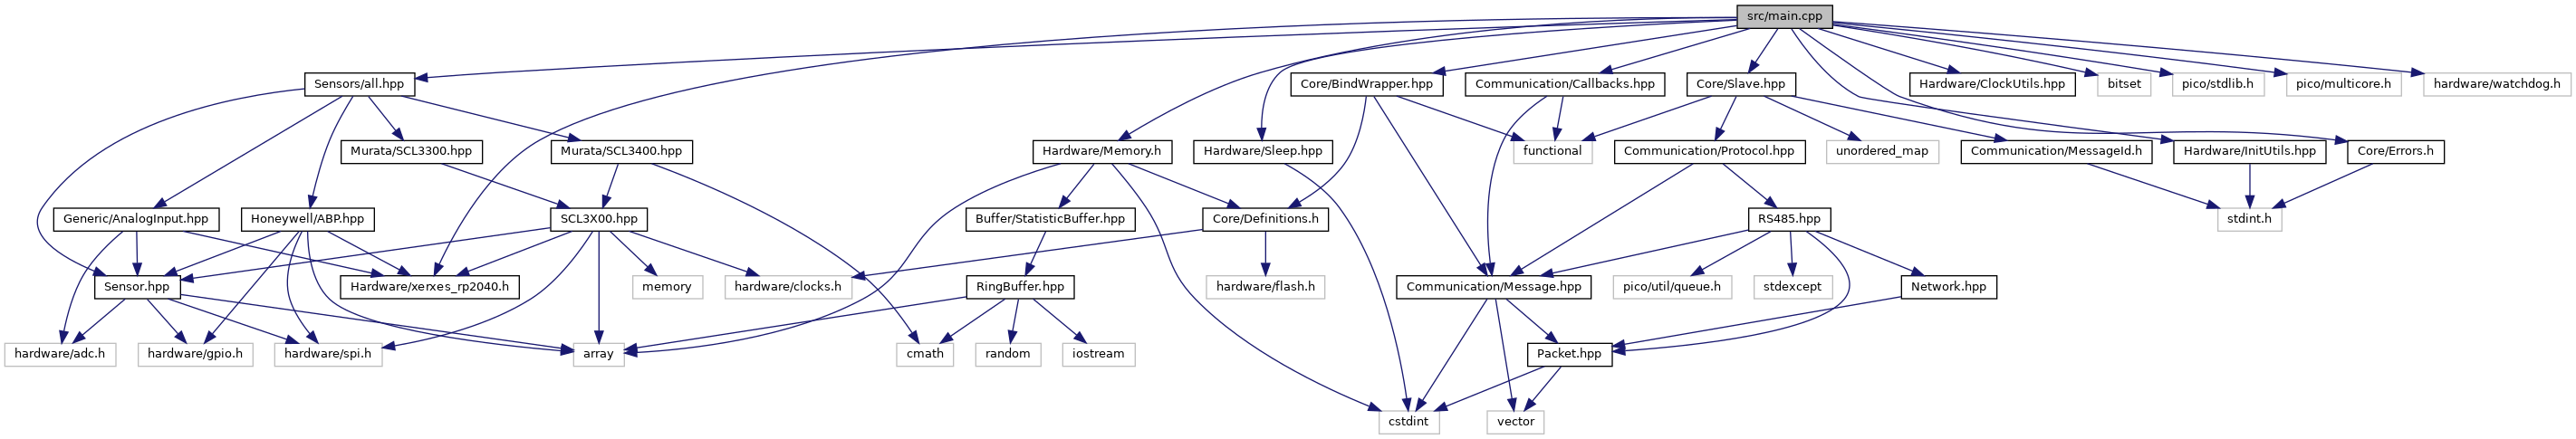 src/main.cpp
Sensors/all.hpp
Core/BindWrapper.hpp
Communication/Callbacks.hpp
Core/Slave.hpp
Hardware/ClockUtils.hpp
bitset
pico/stdlib.h
pico/multicore.h
hardware/watchdog.h
Murata/SCL3300.hpp
Murata/SCL3400.hpp
Hardware/Memory.h
Hardware/Sleep.hpp
functional
Communication/Protocol.hpp
unordered_map
Communication/MessageId.h
Hardware/InitUtils.hpp
Core/Errors.h
Generic/AnalogInput.hpp
Honeywell/ABP.hpp
SCL3X00.hpp
Buffer/StatisticBuffer.hpp
Core/Definitions.h
RS485.hpp
stdint.h
Sensor.hpp
Hardware/xerxes_rp2040.h
memory
hardware/clocks.h
RingBuffer.hpp
hardware/flash.h
Communication/Message.hpp
pico/util/queue.h
stdexcept
Network.hpp
hardware/adc.h
hardware/gpio.h
hardware/spi.h
array
cmath
random
iostream
Packet.hpp
cstdint
vector